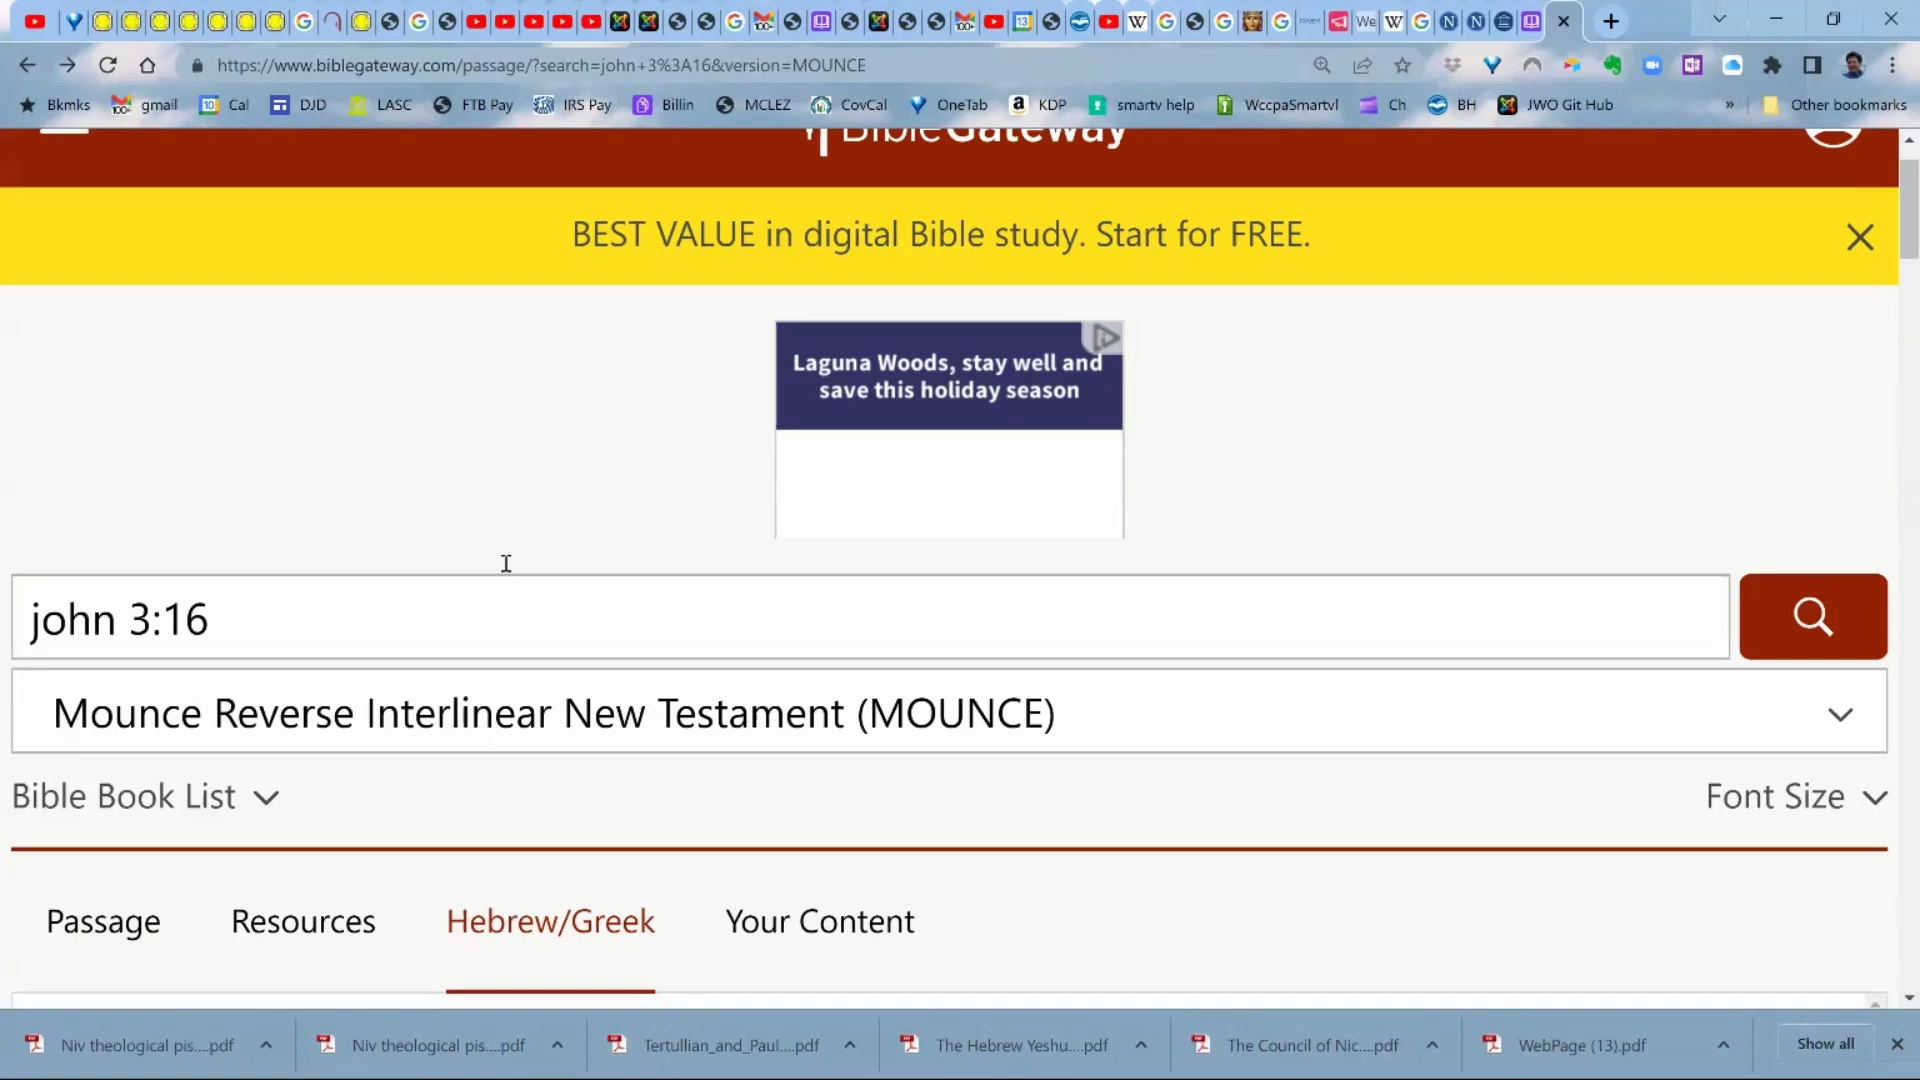 https://www.biblegateway.com/passage/?search=john+3%3A16&version=MOUNCE
Bkmks gmail Cal DJD LASC FTB Pay IRS Pay Billin MCLEZ CovCal OneTab KDP smartv help WccpaSmartvl Ch BH JWO Git Hub » Other bookmarks
BibleGateway
BEST VALUE in digital Bible study. Start for FREE.
Laguna Woods, stay well and
save this holiday season
john 3:16
Mounce Reverse Interlinear New Testament (MOUNCE)
Bible Book List Font Size
Passage Resources Hebrew/Greek Your Content
Niv theological pis....pdf Niv theological pis....pdf Tertullian_and_Paul....pdf The Hebrew Yeshu....pdf The Council of Nic....pdf WebPage (13).pdf Show all